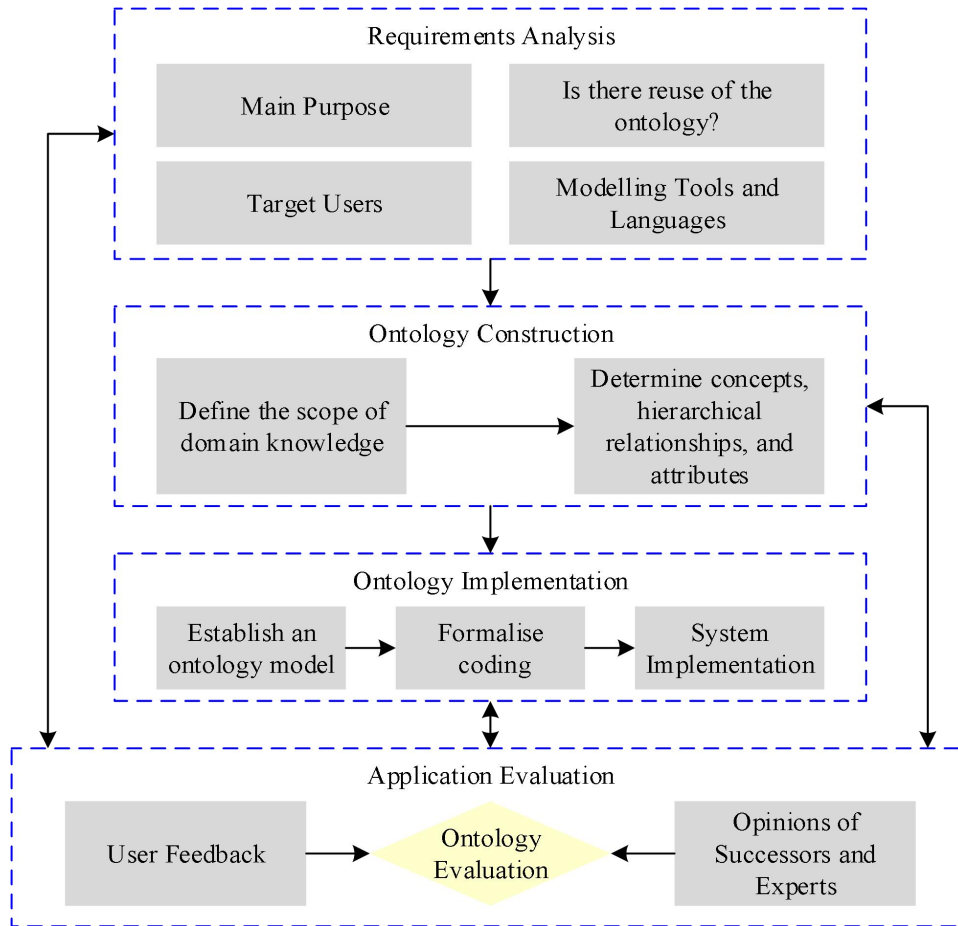 Requirements Analysis
Main Purpose
Is there reuse of the
ontology?
Target Users
Modelling Tools and
Languages
Ontology Construction
Define the scope of
domain knowledge
Determine concepts,
hierarchical
relationships, and
attributes
Ontology Implementation
Establish an
ontology model
Formalise
coding
System
Implementation
Application Evaluation
User Feedback
Ontology
Evaluation
Opinions of
Successors and
Experts